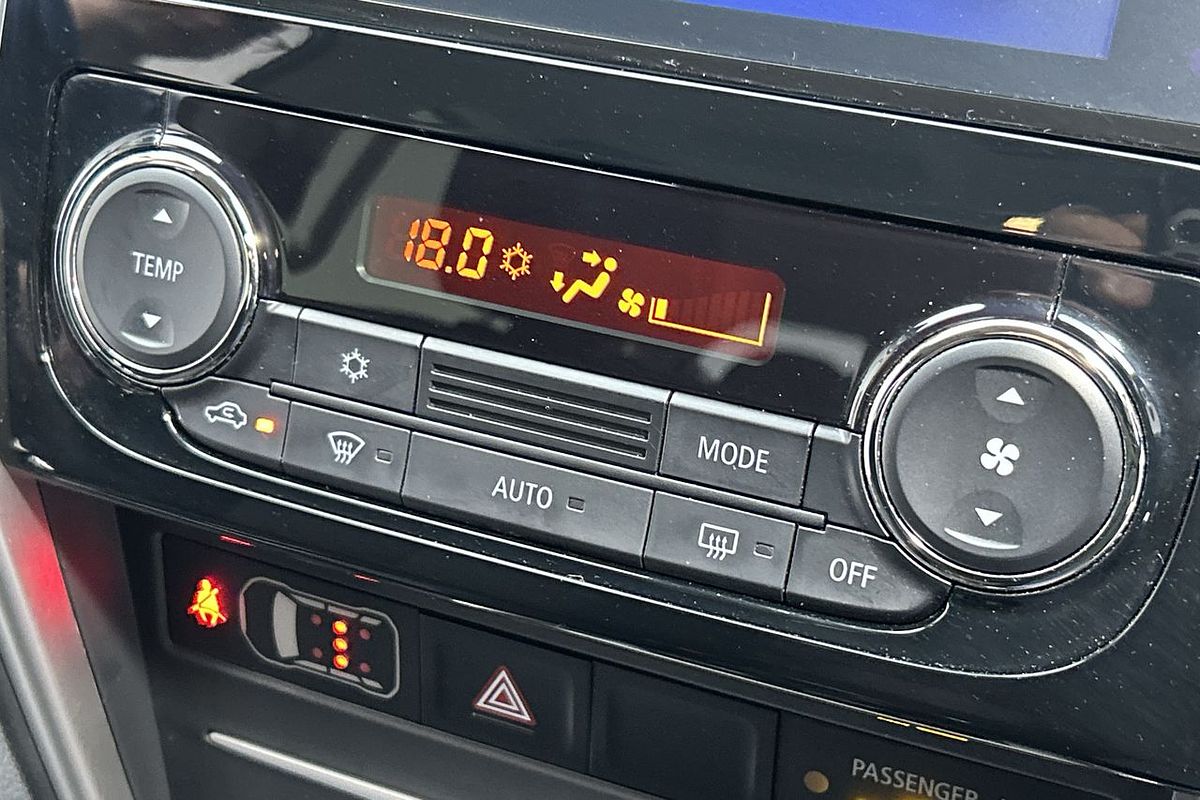 TEMP
18.0
MODE
AUTO
OFF
PASSENGER